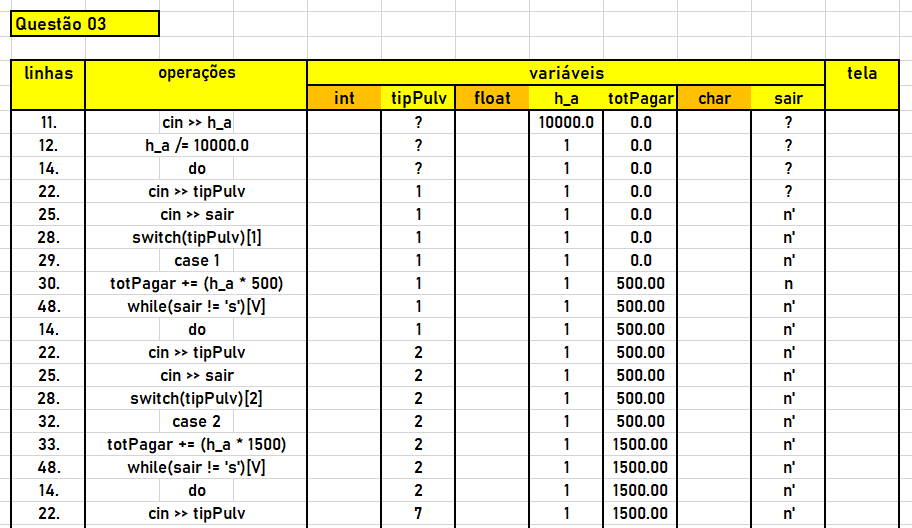 Questão 03
linhas operações variáveis tela
int tipPulv float h_a totPagar char sair
11. cin >> h_a ? 10000.0 0.0 ?
12. h_a /= 10000.0 ? 1 0.0 ?
14. do ? 1 0.0 ?
22. cin >> tipPulv 1 1 0.0 ?
25. cin >> sair 1 1 0.0 n'
28. switch(tipPulv)[1] 1 1 0.0 n'
29. case 1 1 1 0.0 n'
30. totPagar += (h_a * 500) 1 1 500.00 n
48. while(sair != 's')[V] 1 1 500.00 n'
14. do 1 1 500.00 n'
22. cin >> tipPulv 2 1 500.00 n'
25. cin >> sair 2 1 500.00 n'
28. switch(tipPulv)[2] 2 1 500.00 n'
32. case 2 2 1 500.00 n'
33. totPagar += (h_a * 1500) 2 1 1500.00 n'
48. while(sair != 's')[V] 2 1 1500.00 n'
14. do 2 1 1500.00 n'
22. cin >> tipPulv 7 1 1500.00 n'